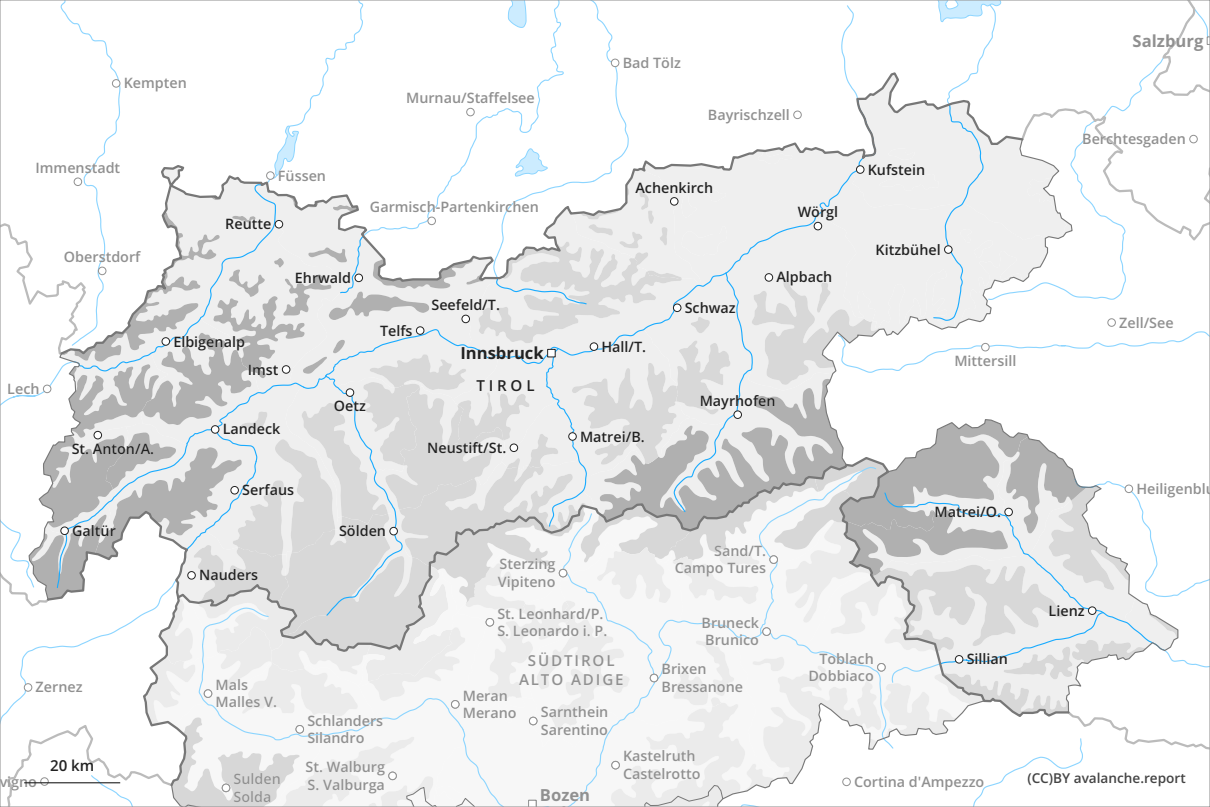 Salzburg
Kempten
Bad Tölz
Murnau/Staffelsee
Bayrischzell
Berchtesgaden
Immenstadt
Füssen
Kufstein
Achenkirch
Garmisch-Partenkirchen
Wörgl
Reutte
Oberstdorf
Kitzbühel
Ehrwald
Alpbach
Seefeld/T.
Schwaz
Zell/See
Telfs
Elbigenalp
Innsbruck
Hall/T.
Mittersill
Imst
TIROL
Lech
Oetz
Mayrhofen
Landeck
Matrei/B.
St. Anton/A.
Neustift/St.
Serfaus
Heiligenblu
Matrei/O.
Galtür
Sölden
Sand/T.
Campo Tures
Sterzing
Vipiteno
Nauders
Lienz
St. Leonhard/P.
S. Leonardo i. P.
Bruneck
Brunico
SÜDTIROL
ALTO ADIGE
Toblach
Dobbiaco
Sillian
Brixen
Bressanone
Zernez
Mals
Malles V.
Meran
Merano
Sarnthein
Sarentino
Schlanders
Silandro
Kastelruth
Castelrotto
St. Walburg
S. Valburga
20 km
vigno
Sulden
Solda
Cortina d'Ampezzo
(CC)BY avalanche.report
Bozen